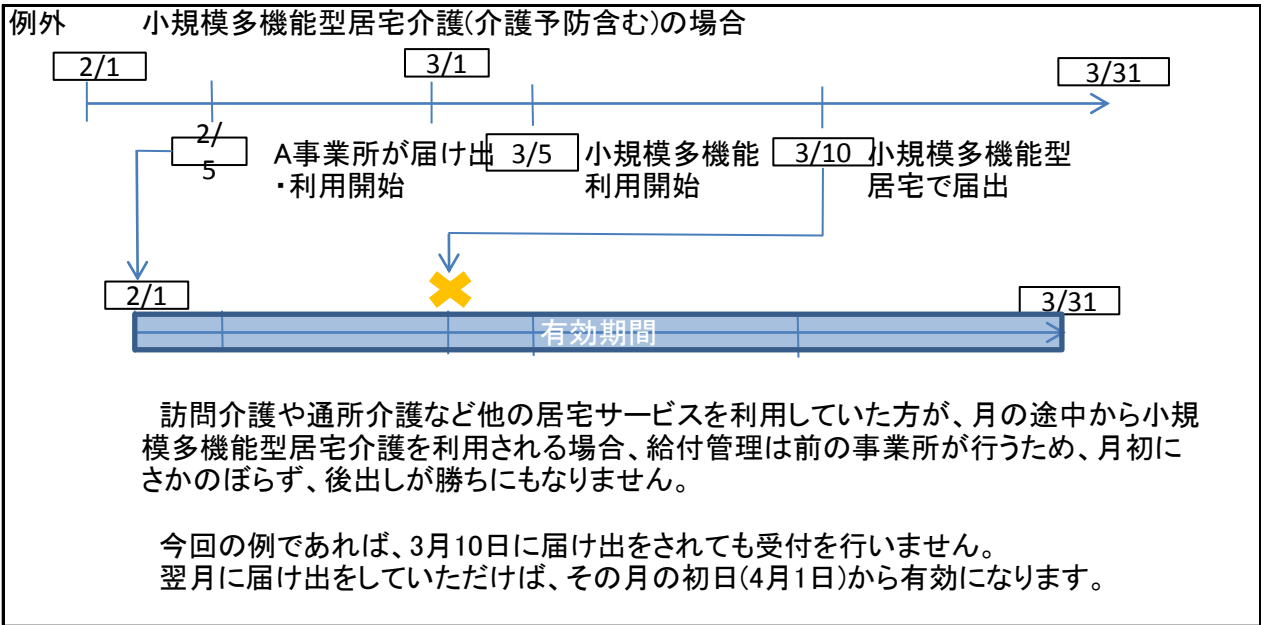 例外　　小規模多機能型居宅介護(介護予防含む)の場合
2/1
3/1
3/31
2/
5
A事業所が届け出
・利用開始
3/5
小規模多機能
利用開始
3/10
小規模多機能型
居宅で届出
2/1
3/31
有効期間
訪問介護や通所介護など他の居宅サービスを利用していた方が、月の途中から小規
模多機能型居宅介護を利用される場合、給付管理は前の事業所が行うため、月初に
さかのぼらず、後出しが勝ちにもなりません。
今回の例であれば、3月10日に届け出をされても受付を行いません。
翌月に届け出をしていただけば、その月の初日(4月1日)から有効になります。